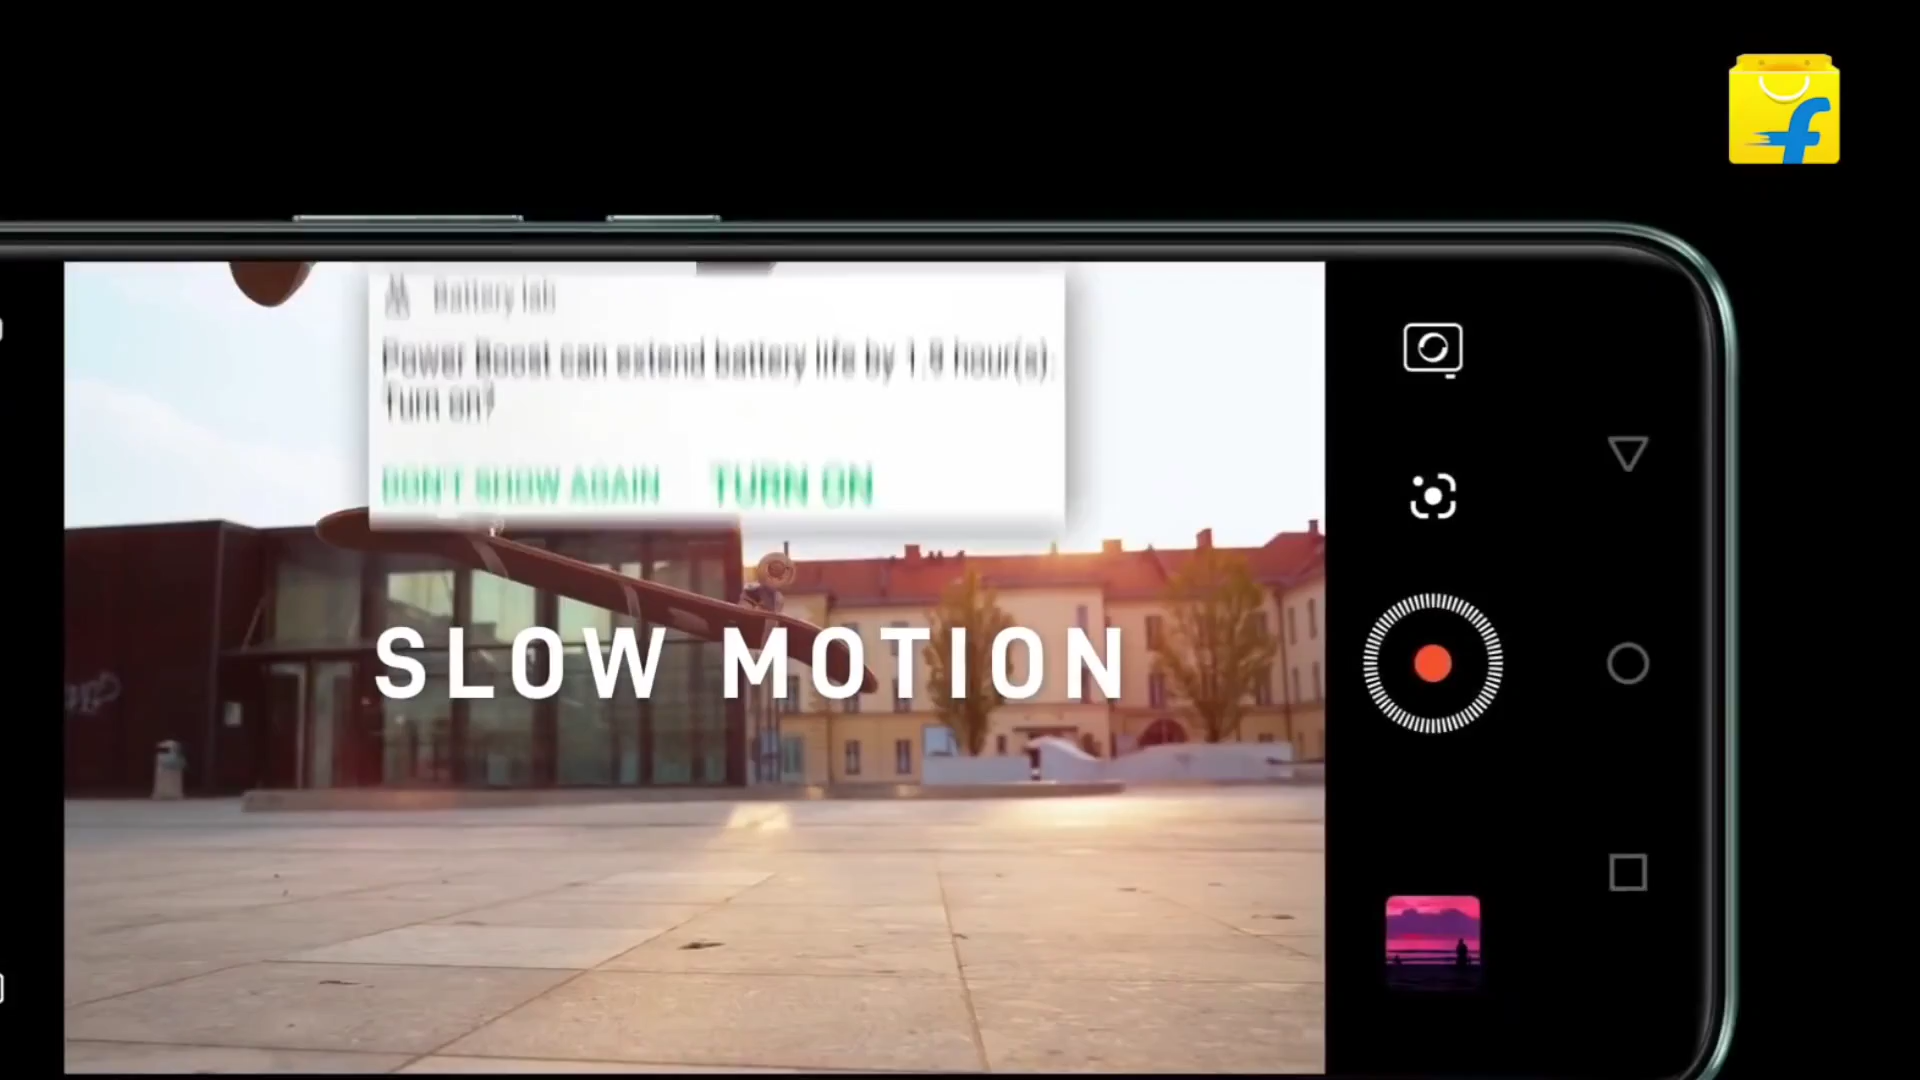 Battery lab
Power Boost can extend battery life by 1.8 hour(s).
Turn on?
DON'T SHOW AGAIN TURN ON
SLOW MOTION